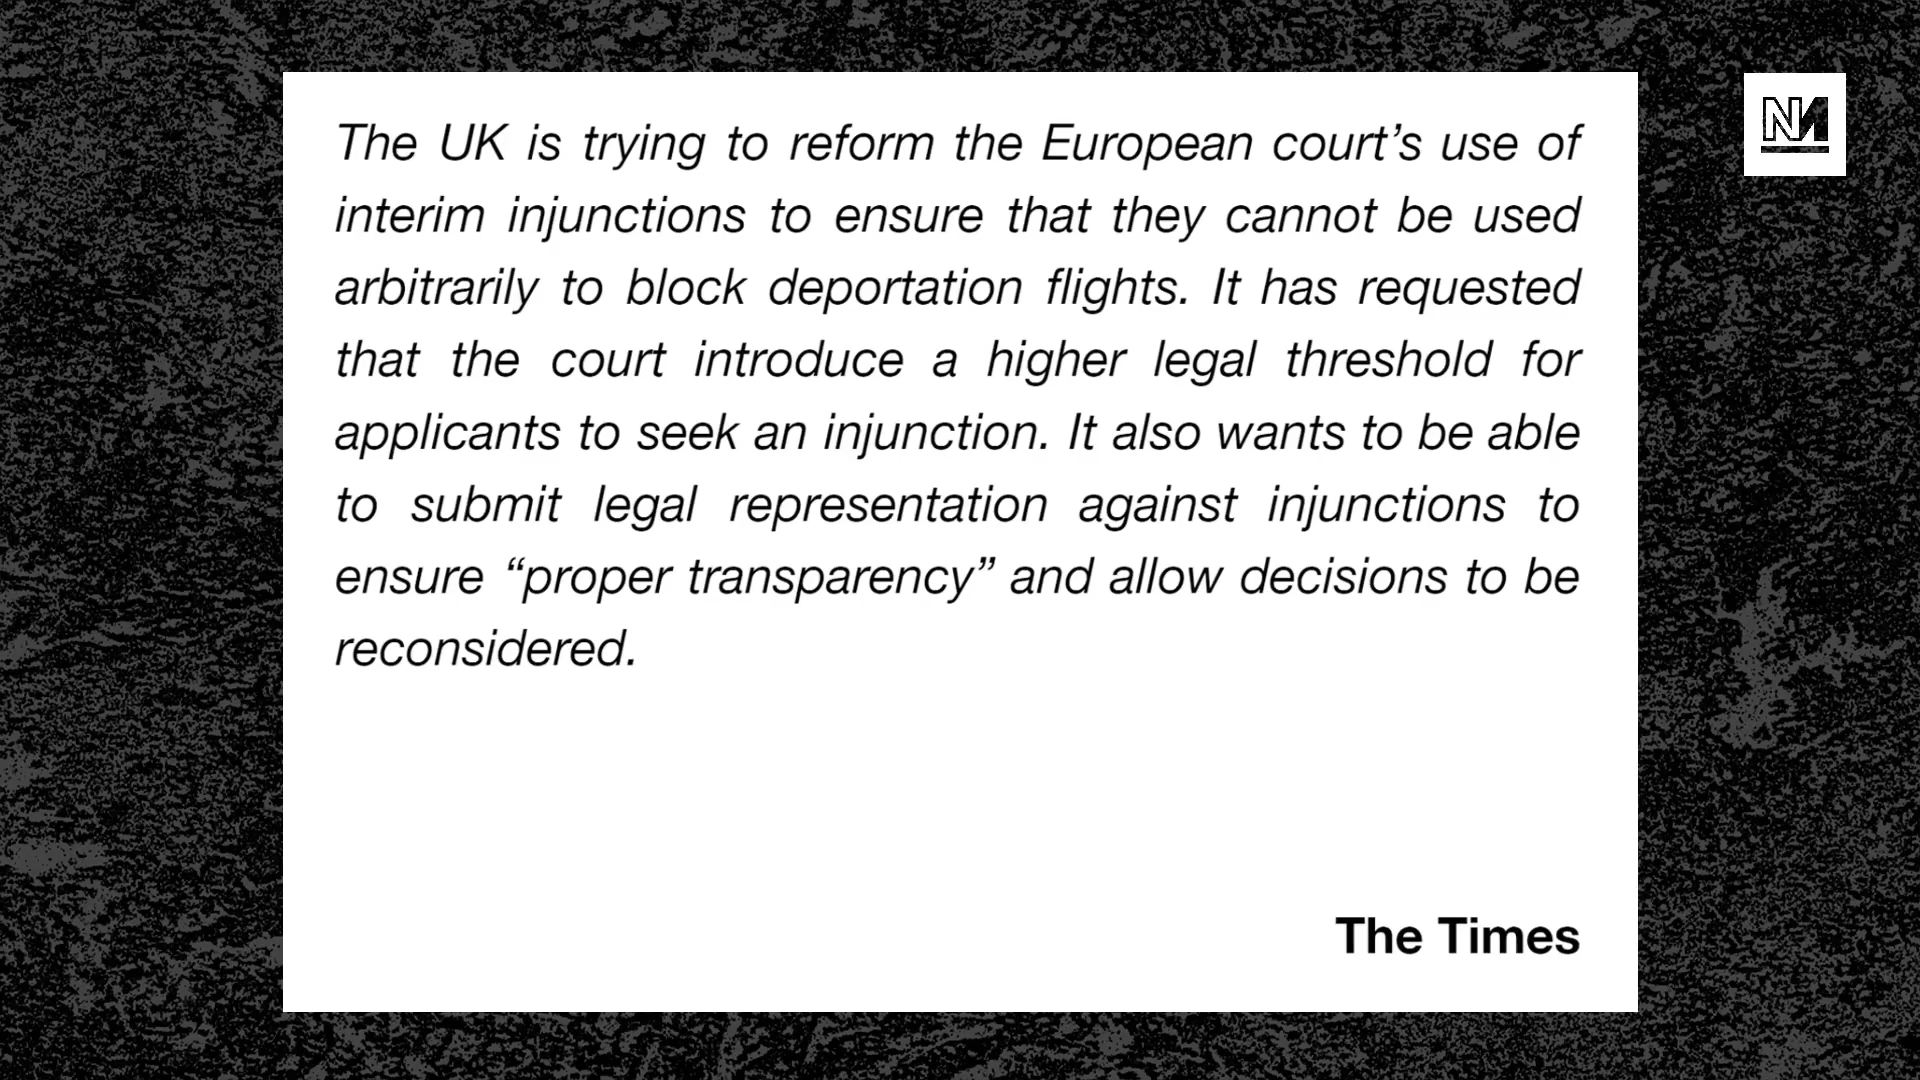 The UK is trying to reform the European court’s use of
interim injunctions to ensure that they cannot be used
arbitrarily to block deportation flights. It has requested
that the court introduce a higher legal threshold for
applicants to seek an injunction. It also wants to be able
to submit legal representation against injunctions to
ensure “proper transparency” and allow decisions to be
reconsidered.
The Times
NN